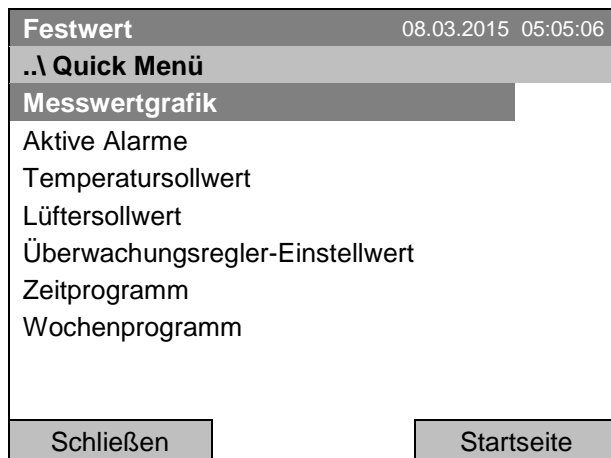 Festwert 08.03.2015 05:05:06
..\ Quick Menü
Messwertgrafik
Aktive Alarme
Temperatursollwert
Lüftersollwert
Überwachungsregler-Einstellwert
Zeitprogramm
Wochenprogramm
Schließen Startseite